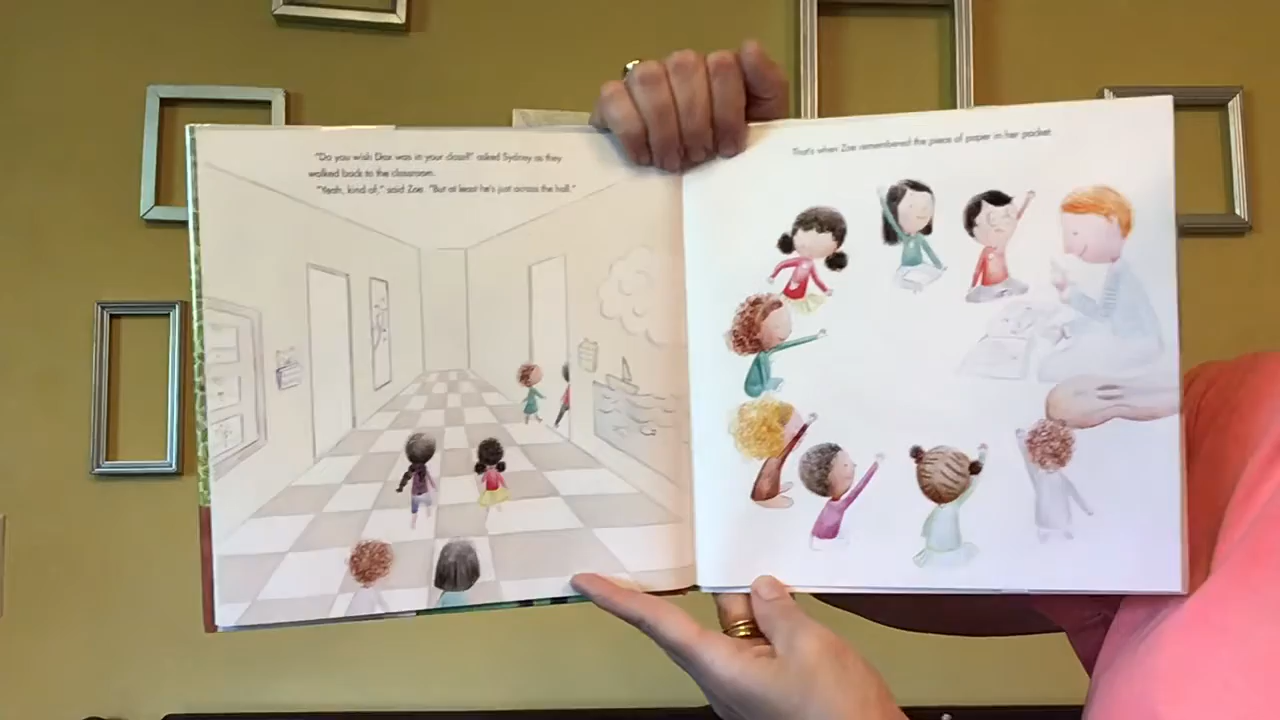 "Do you wish Dax was in your class?" asked Sydney as they
walked back to the classroom.
"Yeah, kind of," said Zoe. "But at least he's just across the hall."
That's when Zoe remembered the piece of paper in her pocket.